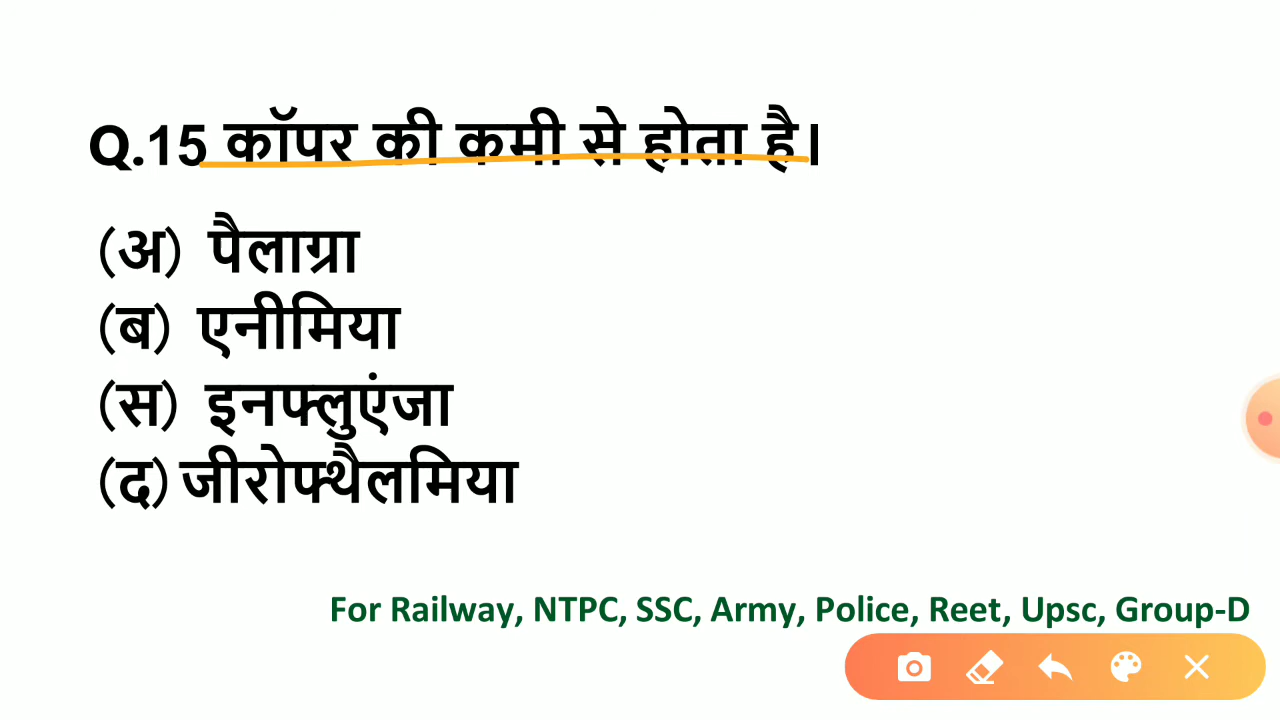 Q.15 कॉपर की कमी से होता है।
(अ) पैलाग्रा
(ब) एनीमिया
(स) इनफ्लुएंजा
(द) जीरोफ्थैलमिया
For Railway, NTPC, SSC, Army, Police, Reet, Upsc, Group-D